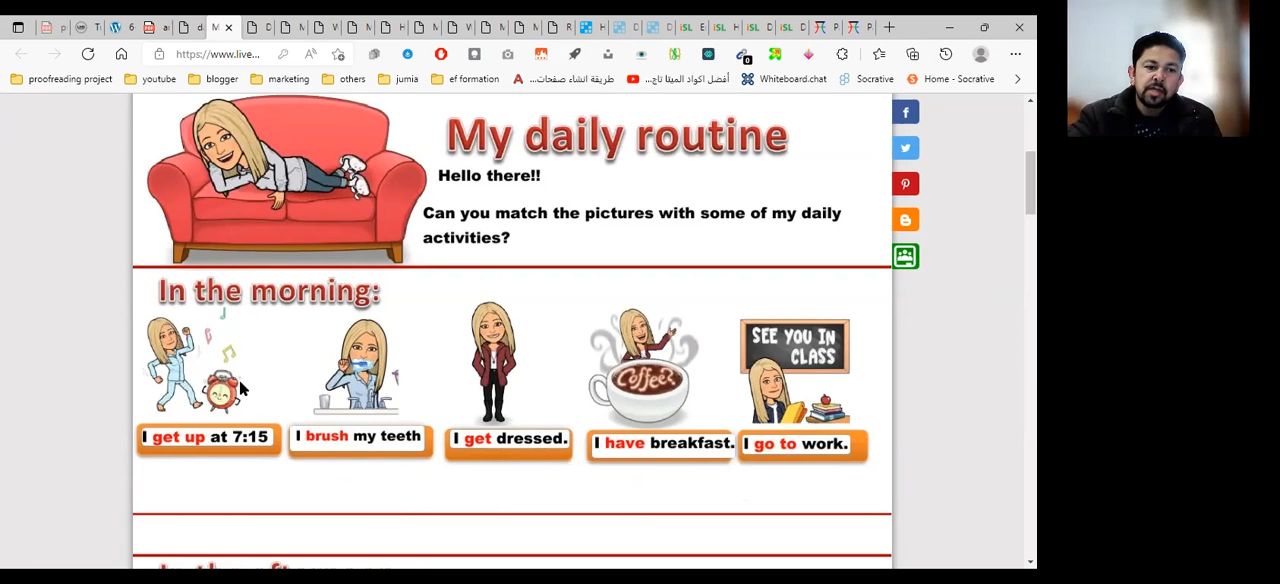 6
https://www.live...
proofreading project
youtube
blogger
marketing
others
jumia
ef formation
طريقة انشاء صفحات...
أفضل اكواد الميتا تاج...
Whiteboard.chat
Socrative
Home - Socrative
My daily routine
Hello there!!
Can you match the pictures with some of my daily
activities?
In the morning:
SEE YOU IN
CLASS
Coffee
I get up at 7:15
I brush my teeth
I get dressed.
I have breakfast.
I go to work.